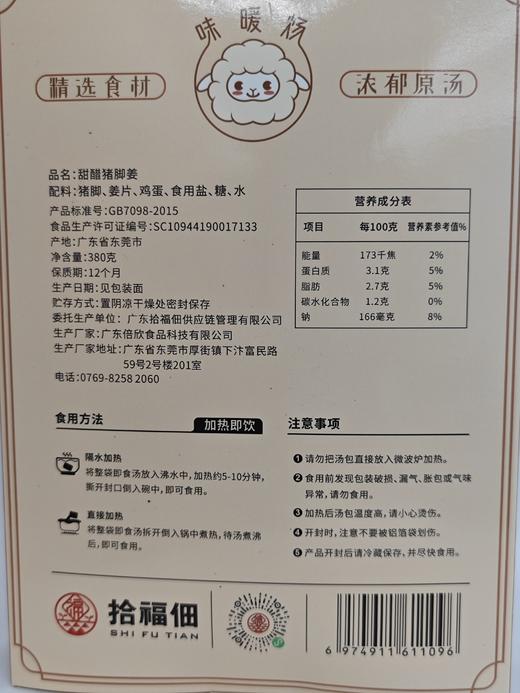 味暖汤
精选食材
浓郁原汤
品名：甜醋猪脚姜
配料：猪脚、姜片、鸡蛋、食用盐、糖、水
产品标准号：GB7098-2015
食品生产许可证编号：SC10944190017133
产地：广东省东莞市
净含量：380克
保质期：12个月
生产日期：见包装面
贮存方式：置阴凉干燥处密封保存
委托生产单位：广东拾福佃供应链管理有限公司
生产厂家：广东倍欣食品科技有限公司
生产厂家地址：广东省东莞市厚街镇下汴富民路
59号2号楼201室
电话：0769-8258 2060
营养成分表
项目 每100克 营养素参考值%
能量 173千焦 2%
蛋白质 3.1克 5%
脂肪 2.7克 5%
碳水化合物 1.2克 0%
钠 166毫克 8%
食用方法 加热即饮
隔水加热
将整袋即食汤放入沸水中，加热约5-10分钟，
撕开封口倒入碗中，即可食用。
直接加热
将整袋即食汤拆开倒入锅中煮热，待汤煮沸
后，即可食用。
注意事项
1 请勿把汤包直接放入微波炉加热。
2 食用前发现包装破损、漏气、胀包或气味
异常，请勿食用。
3 加热后汤包温度高，请小心烫伤。
4 开封时，注意不要被铝箔袋划伤。
5 产品开封后请冷藏保存，并尽快食用。
拾福佃
SHI FU TIAN
6 974911 611096